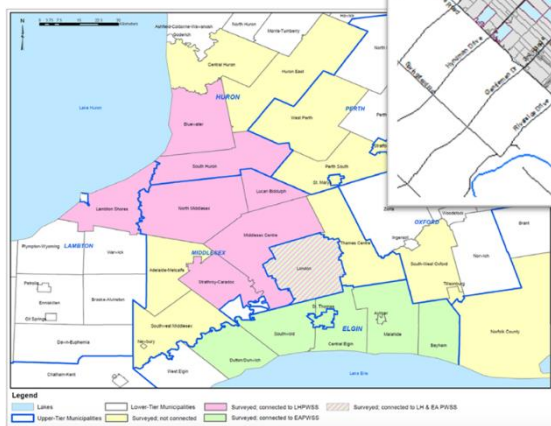 Ashfield-Colborne-Wawanosh
Goderich
North Huron
Morris-Turnberry
Central Huron
Huron East
HURON
Lake Huron
PERTH
Bluewater
West Perth
South Huron
Perth South
St. Marys
Lucan Biddulph
Lambton Shores
North Middlesex
Middlesex Centre
OXFORD
Woodstock
Ingersoll
Brant
Plympton-Wyoming
LAMBTON
Warwick
MIDDLESEX
Thames Centre
Adelaide-Metcalfe
London
South-West Oxford
Norwich
Petrolia
Strathroy-Caradoc
Enniskillen
Brooke-Alvinston
Tillsonburg
Oil Springs
St. Thomas
Aylmer
Southwest Middlesex
ELGIN
Norfolk County
Newbury
Southwold
Malahide
Dawn-Euphemia
Central Elgin
Bayham
Dutton/Dunwich
West Elgin
Chatham-Kent
Lake Erie
Legend
Lakes
Lower-Tier Municipalities
Surveyed; connected to LHPWSS
Surveyed; connected to LH & EA PWSS
Upper-Tier Municipalities
Surveyed; not connected
Surveyed; connected to EAPWSS